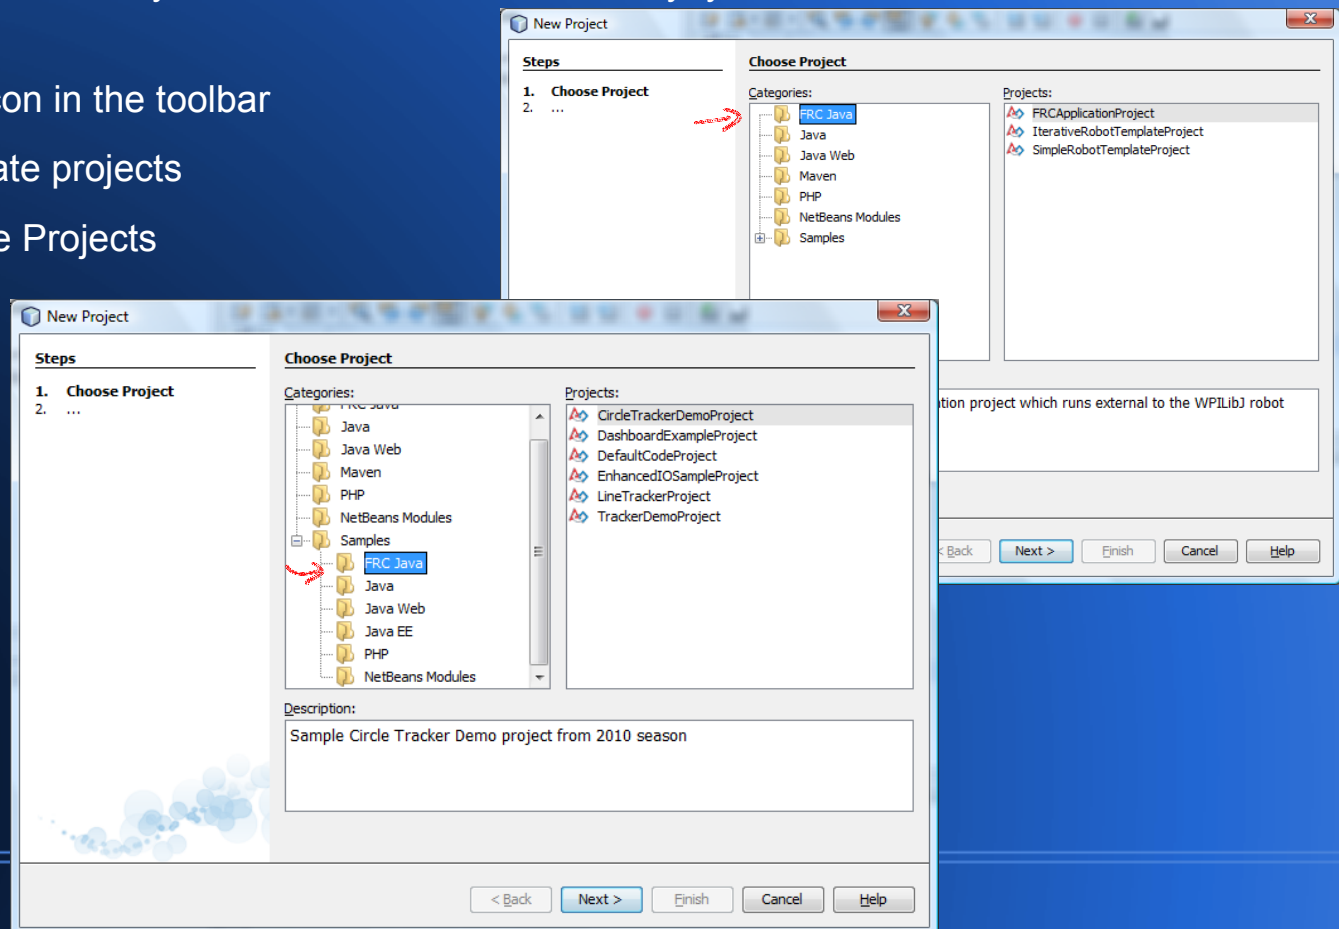 con in the toolbar
ate projects
e Projects
New Project
Steps
1. Choose Project
2. ...
Choose Project
Categories:
FRC Java
Java
Java Web
Maven
PHP
NetBeans Modules
Samples
Projects:
FRCApplicationProject
IterativeRobotTemplateProject
SimpleRobotTemplateProject
ation project which runs external to the WPILibJ robot
< Back
Next >
Finish
Cancel
Help
New Project
Steps
1. Choose Project
2. ...
Choose Project
Categories:
FRC Java
Java
Java Web
Maven
PHP
NetBeans Modules
Samples
FRC Java
Java
Java Web
Java EE
PHP
NetBeans Modules
Projects:
CircleTrackerDemoProject
DashboardExampleProject
DefaultCodeProject
EnhancedIOSampleProject
LineTrackerProject
TrackerDemoProject
Description:
Sample Circle Tracker Demo project from 2010 season
< Back
Next >
Finish
Cancel
Help